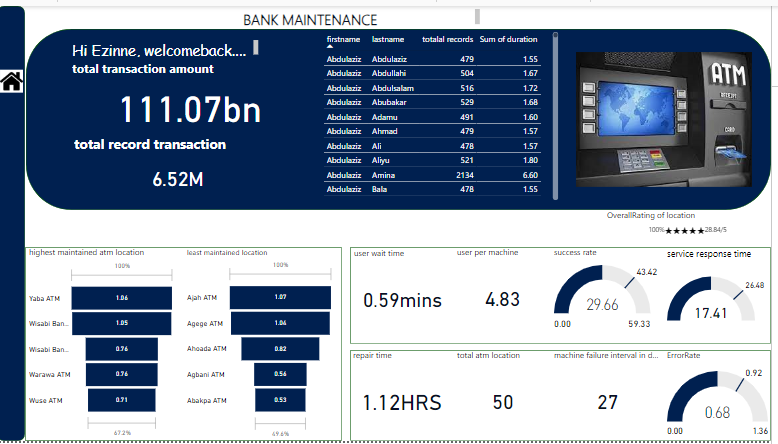 BANK MAINTENANCE
Hi Ezinne, welcomeback....
total transaction amount
111.07bn
total record transaction
6.52M
firstname lastname totalal records Sum of duration
Abdulaziz Abdulaziz 479 1.55
Abdulaziz Abdullahi 504 1.67
Abdulaziz Abdulsalam 516 1.72
Abdulaziz Abubakar 529 1.68
Abdulaziz Adamu 491 1.60
Abdulaziz Ahmad 479 1.57
Abdulaziz Ali 478 1.57
Abdulaziz Aliyu 521 1.80
Abdulaziz Amina 2134 6.60
Abdulaziz Bala 478 1.55
ATM
RECEIPT
CARD
OverallRating of location
100%★★★★★28.84/5
highest maintained atm location
100%
Yaba ATM 1.06
Wisabi Ban... 1.05
Wisabi Ban... 0.76
Warawa ATM 0.76
Wuse ATM 0.71
67.2%
least maintained location
100%
Ajah ATM 1.07
Agege ATM 1.06
Ahoada ATM 0.82
Agbani ATM 0.56
Abakpa ATM 0.53
49.6%
user wait time
0.59mins
user per machine
4.83
success rate
43.42
29.66
0.00 59.33
service response time
26.48
17.41
repair time
1.12HRS
total atm location
50
machine failure interval in d...
27
ErrorRate
0.92
0.68
0.00 1.36